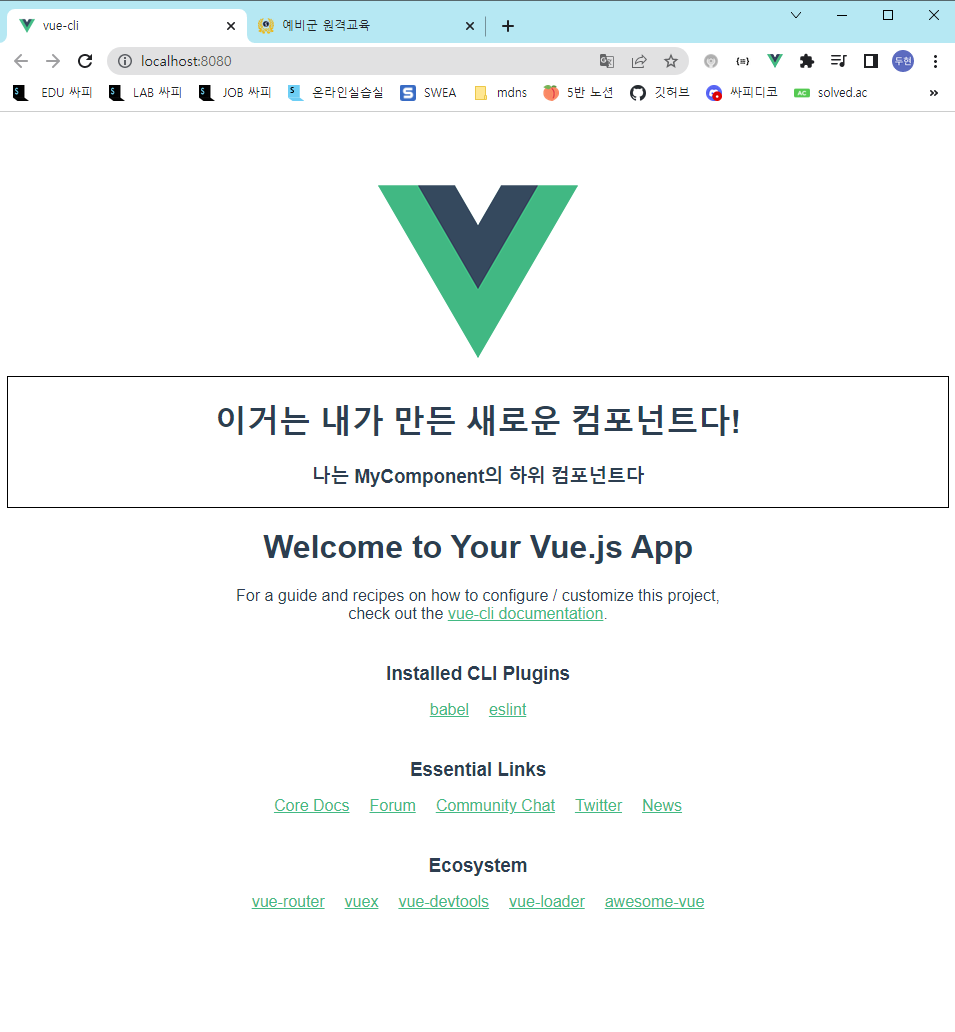 vue-cli
예비군 원격교육
localhost:8080
두현
EDU 싸피 LAB 싸피 JOB 싸피 온라인실습실 SWEA mdns 5반 노션 깃허브 싸피디코 AC solved.ac »
이거는 내가 만든 새로운 컴포넌트다!
나는 MyComponent의 하위 컴포넌트다
Welcome to Your Vue.js App
For a guide and recipes on how to configure / customize this project,
check out the vue-cli documentation.
Installed CLI Plugins
babel eslint
Essential Links
Core Docs Forum Community Chat Twitter News
Ecosystem
vue-router vuex vue-devtools vue-loader awesome-vue